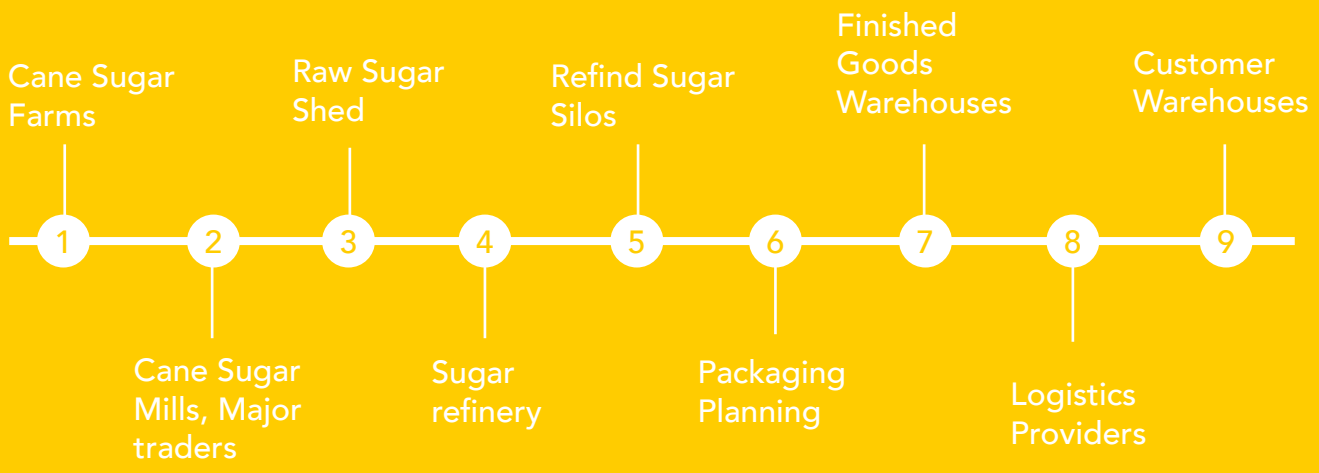 Cane Sugar
Farms
Raw Sugar
Shed
Refind Sugar
Silos
Finished
Goods
Warehouses
Customer
Warehouses
1
2
3
4
5
6
7
8
9
Cane Sugar
Mills, Major
traders
Sugar
refinery
Packaging
Planning
Logistics
Providers